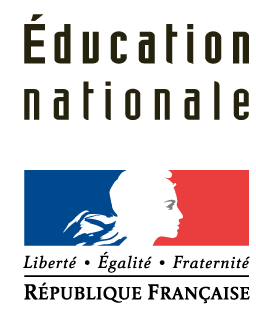 Éducation
nationale
Liberté • Égalité • Fraternité
RÉPUBLIQUE FRANÇAISE